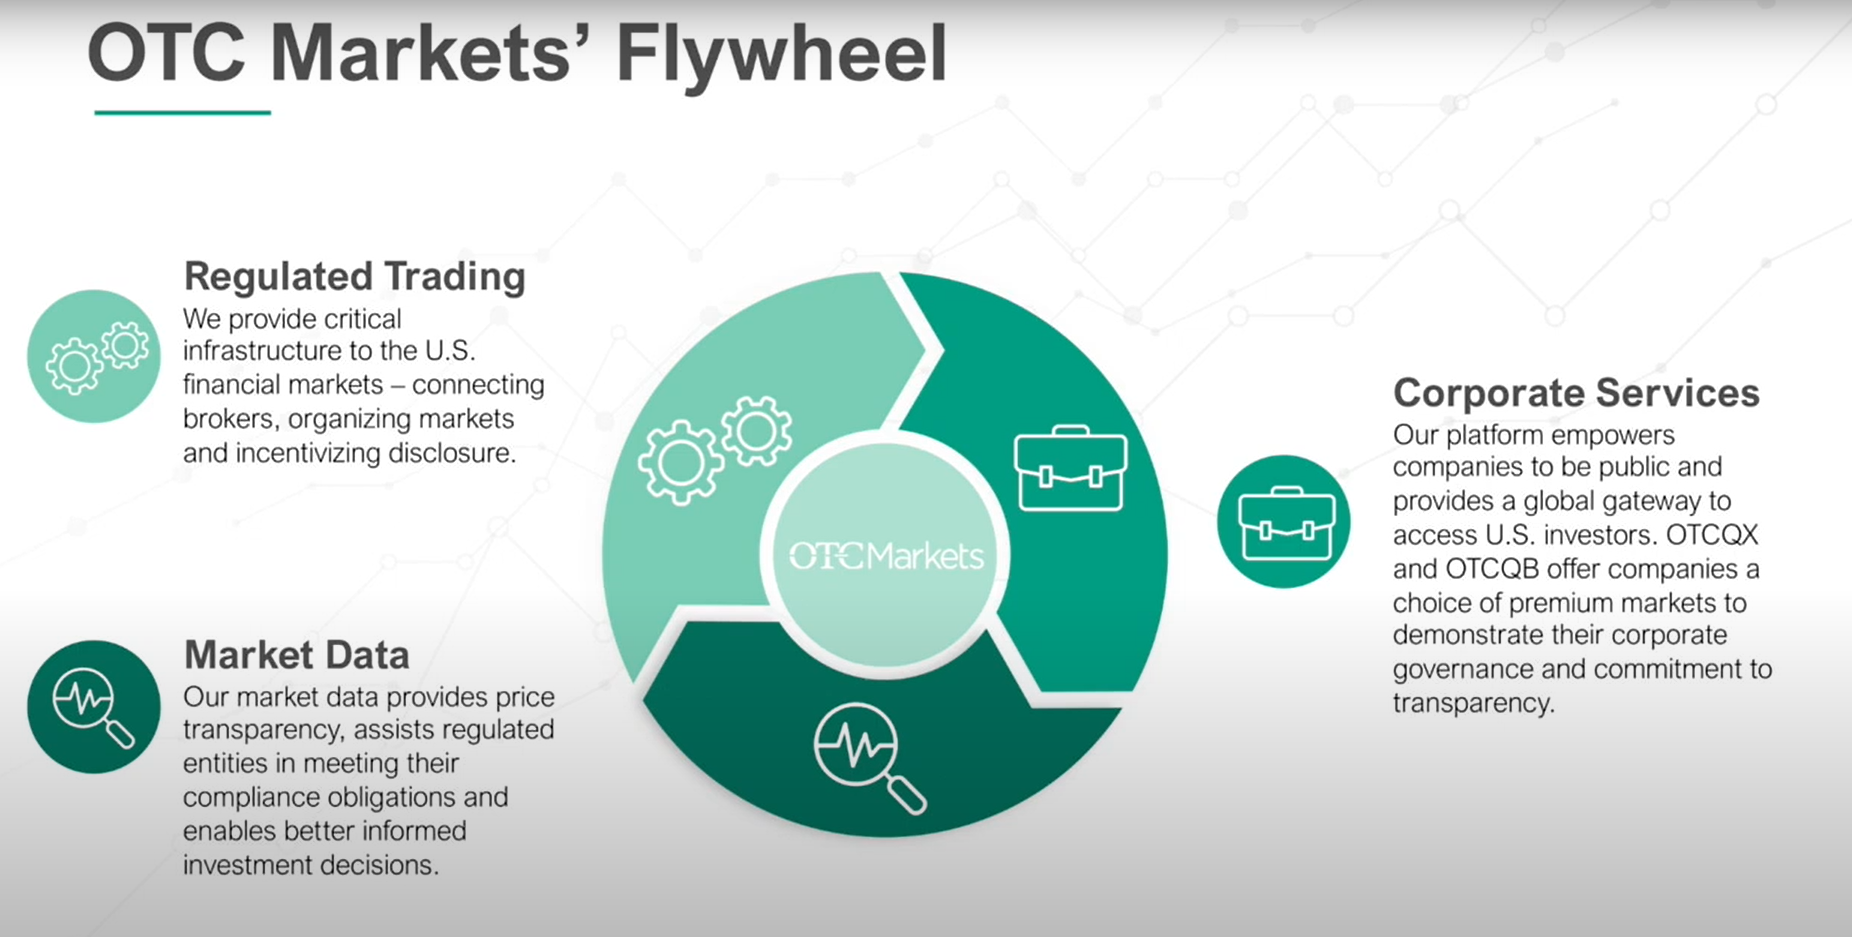 OTC Markets’ Flywheel
Regulated Trading
We provide critical
infrastructure to the U.S.
financial markets – connecting
brokers, organizing markets
and incentivizing disclosure.
Market Data
Our market data provides price
transparency, assists regulated
entities in meeting their
compliance obligations and
enables better informed
investment decisions.
OTCMarkets
Corporate Services
Our platform empowers
companies to be public and
provides a global gateway to
access U.S. investors. OTCQX
and OTCQB offer companies a
choice of premium markets to
demonstrate their corporate
governance and commitment to
transparency.